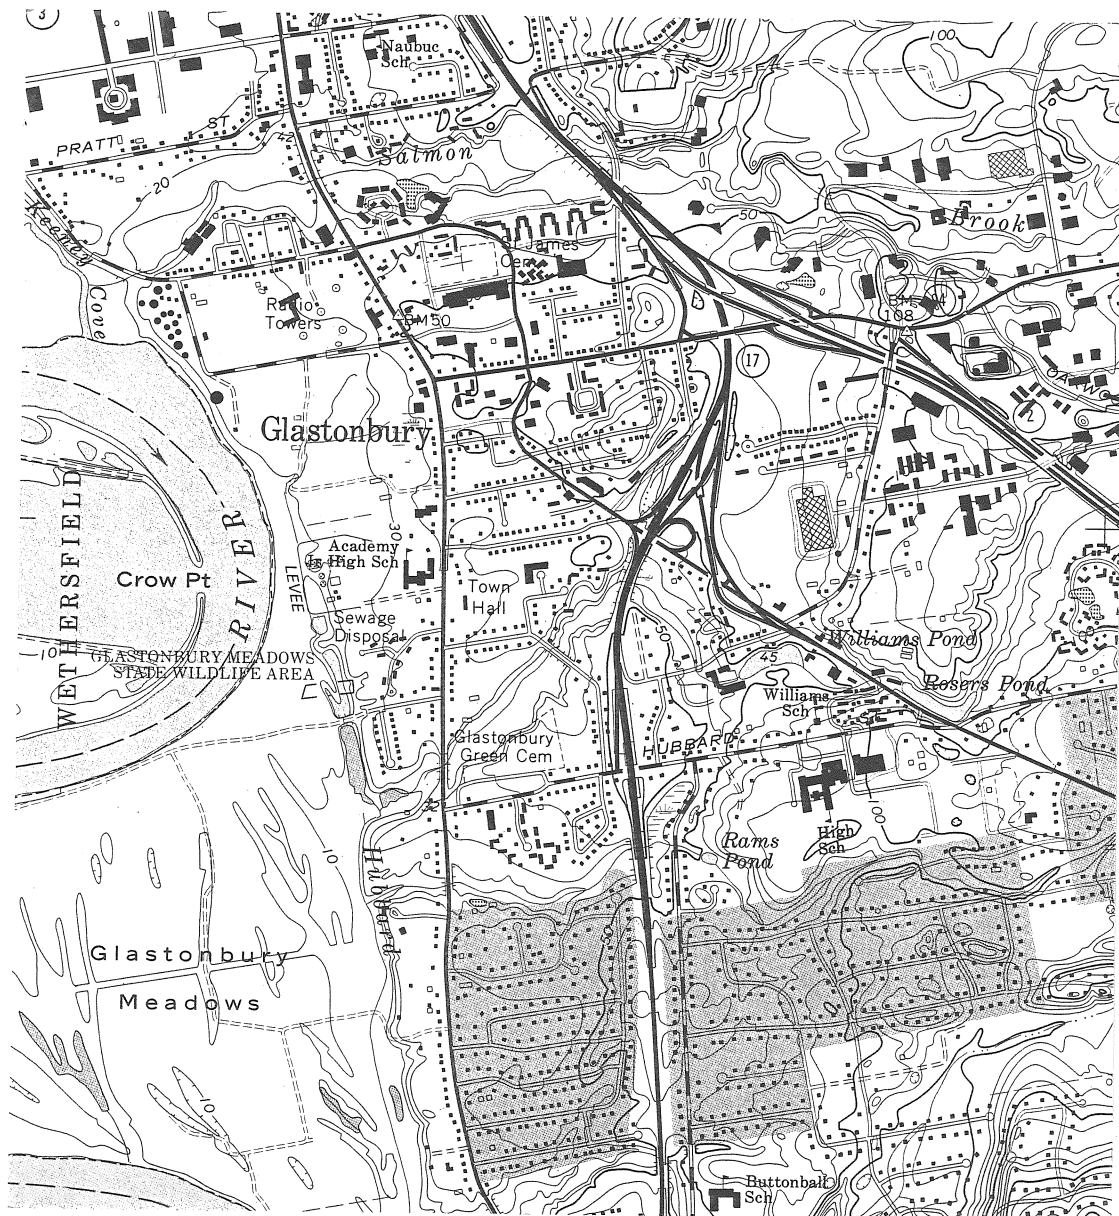 3
Naubuc
Sch
100
PRATT ST
42
Salmon
20
50
Brook
Keeney
Cove
St James
Cem
Radio
Towers
BM50
108
17
2
Glastonbury
30
WETHERSFIELD
RIVER
Crow Pt
LEVEE
Academy
Jr High Sch
Town
Hall
Sewage
Disposal
10
GLASTONBURY MEADOWS
STATE WILDLIFE AREA
50
45
Williams Pond
Williams
Sch
Rosers Pond
ST
HUBBARD
Glastonbury
Green Cem
100
High
Sch
Rams
Pond
10
Hubbard
Glastonbury
Meadows
10
Buttonball
Sch